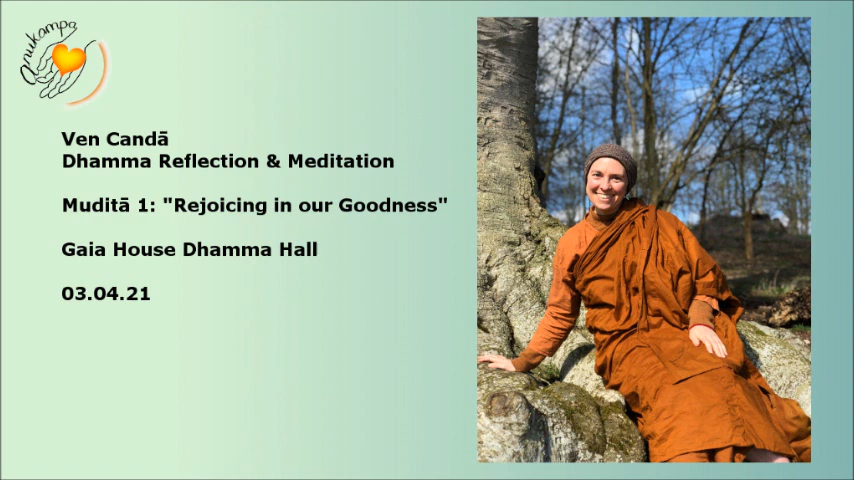 Anukampa
Ven Candā
Dhamma Reflection & Meditation
Muditā 1: "Rejoicing in our Goodness"
Gaia House Dhamma Hall
03.04.21